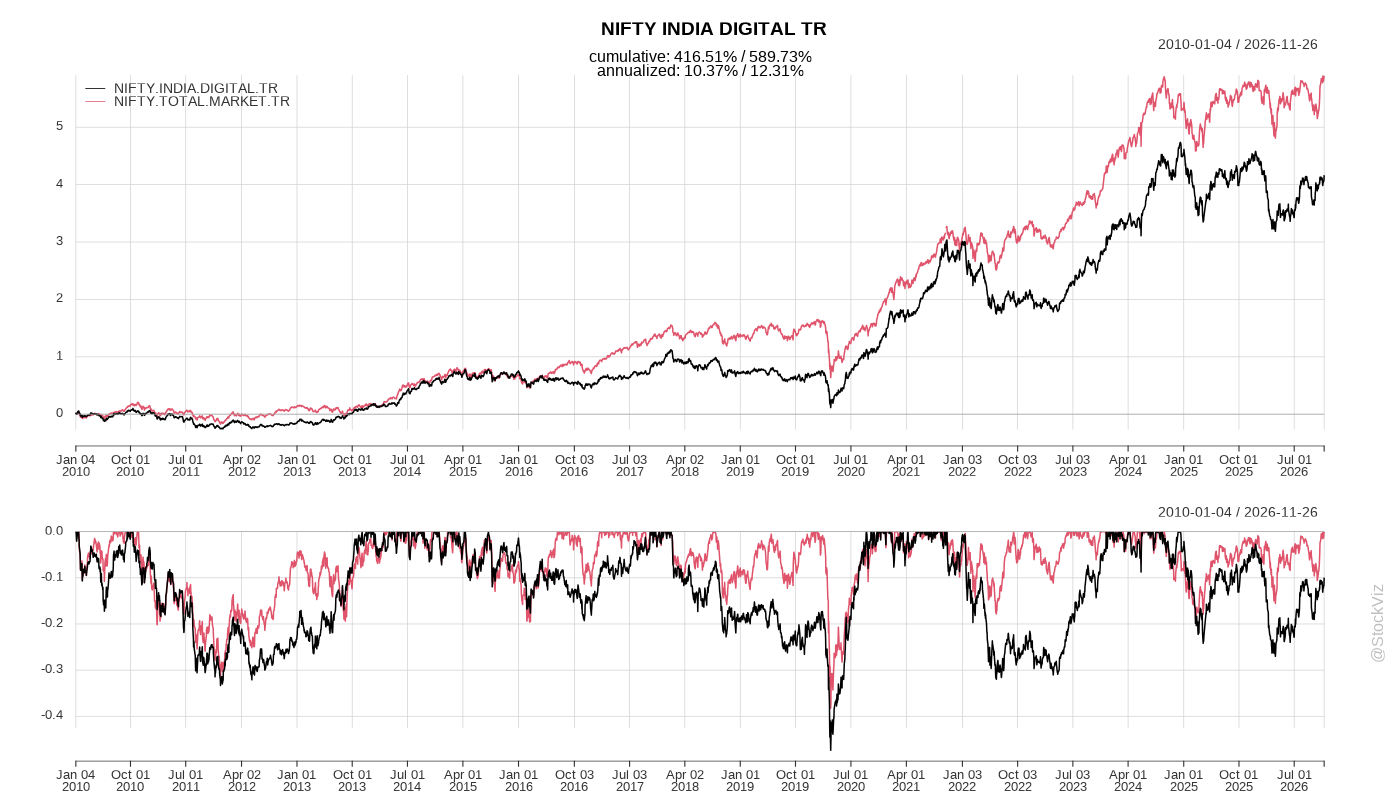 NIFTY INDIA DIGITAL TR
cumulative: 416.51% / 589.73%
annualized: 10.37% / 12.31%
2010-01-04 / 2026-11-26
NIFTY.INDIA.DIGITAL.TR
NIFTY.TOTAL.MARKET.TR
5
4
3
2
1
0
Jan 04 Oct 01 Jul 01 Apr 02 Jan 01 Oct 01 Jul 01 Apr 01 Jan 01 Oct 03 Jul 03 Apr 02 Jan 01 Oct 01 Jul 01 Apr 01 Jan 03 Oct 03 Jul 03 Apr 01 Jan 01 Oct 01 Jul 01
2010 2010 2011 2012 2013 2013 2014 2015 2016 2016 2017 2018 2019 2019 2020 2021 2022 2022 2023 2024 2025 2025 2026
2010-01-04 / 2026-11-26
0.0
-0.1
-0.2
-0.3
-0.4
Jan 04 Oct 01 Jul 01 Apr 02 Jan 01 Oct 01 Jul 01 Apr 01 Jan 01 Oct 03 Jul 03 Apr 02 Jan 01 Oct 01 Jul 01 Apr 01 Jan 03 Oct 03 Jul 03 Apr 01 Jan 01 Oct 01 Jul 01
2010 2010 2011 2012 2013 2013 2014 2015 2016 2016 2017 2018 2019 2019 2020 2021 2022 2022 2023 2024 2025 2025 2026
@StockViz